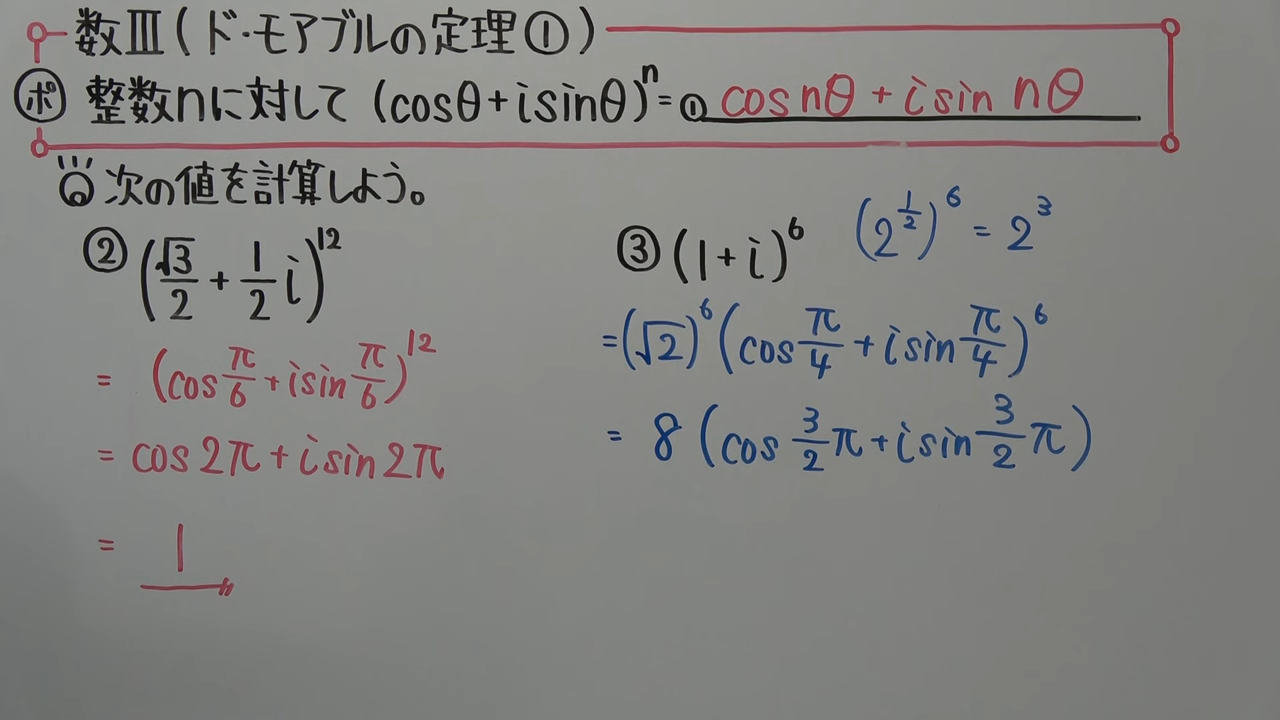 数Ⅲ(ド・モアブルの定理①)
ポ 整数nに対して (cosθ+isinθ)^n=① cos nθ + i sin nθ
次の値を計算しよう。
② (√3/2 + 1/2 i)^12
= (cos π/6 + i sin π/6)^12
= cos 2π + i sin 2π
= 1
③ (1+i)^6
(2^(1/2))^6 = 2^3
= (√2)^6 (cos π/4 + i sin π/4)^6
= 8 (cos 3/2 π + i sin 3/2 π)